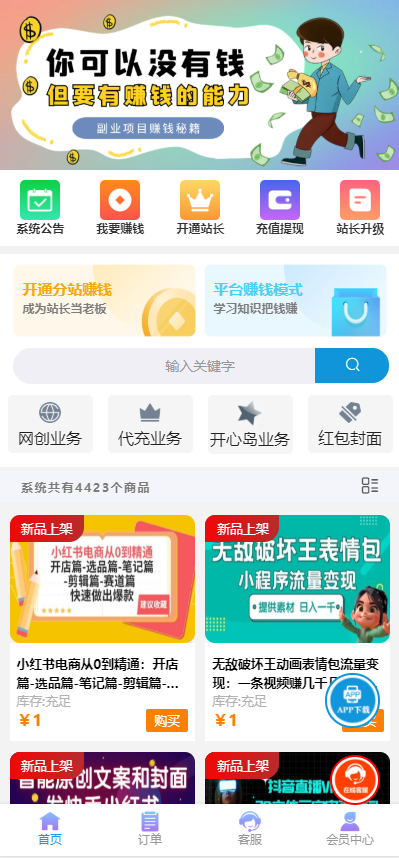 你可以没有钱
但要有赚钱的能力
副业项目赚钱秘籍
系统公告 我要赚钱 开通站长 充值提现 站长升级
开通分站赚钱
成为站长当老板
平台赚钱模式
学习知识把钱赚
输入关键字
网创业务 代充业务 开心岛业务 红包封面
系统共有4423个商品
新品上架
小红书电商从0到精通
开店篇-选品篇-笔记篇
-剪辑篇-赛道篇
快速做出爆款
建议收藏
小红书电商从0到精通：开店
篇-选品篇-笔记篇-剪辑篇-...
库存:充足
¥1 购买
新品上架
无敌破坏王表情包
小程序流量变现
提供素材 日入一千
无敌破坏王动画表情包流量变
现：一条视频赚几千
库存:充足
¥1
APP
APP下载
新品上架
智能原创文案和封面
发快手小红书
新品上架
抖音直播
在线客服
首页 订单 客服 会员中心